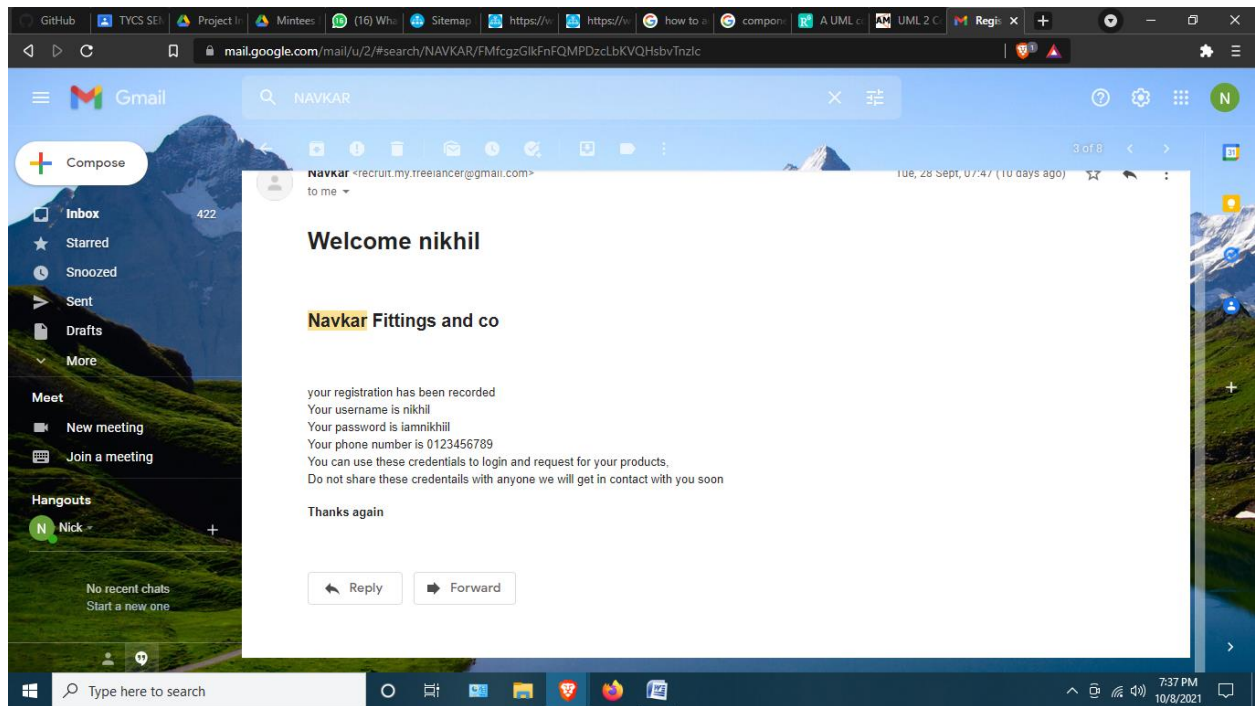 GitHub
TYCS SEM
Project In
Mintees
(16) Wha
Sitemap
https://w
https://w
how to a
compone
A UML c
UML 2 C
Regis
mail.google.com/mail/u/2/#search/NAVKAR/FMfcgzGlkFnFQMPDzcLbKVQHsbvTnzlc
Gmail
NAVKAR
N
Compose
3 of 8
31
Navkar <recruit.my.freelancer@gmail.com>
Tue, 28 Sept, 07:47 (10 days ago)
to me
Inbox 422
Starred
Snoozed
Sent
Drafts
More
Meet
New meeting
Join a meeting
Hangouts
N Nick
No recent chats
Start a new one
Welcome nikhil
Navkar Fittings and co
your registration has been recorded
Your username is nikhil
Your password is iamnikhiil
Your phone number is 0123456789
You can use these credentials to login and request for your products,
Do not share these credentails with anyone we will get in contact with you soon
Thanks again
Reply
Forward
Type here to search
7:37 PM
10/8/2021